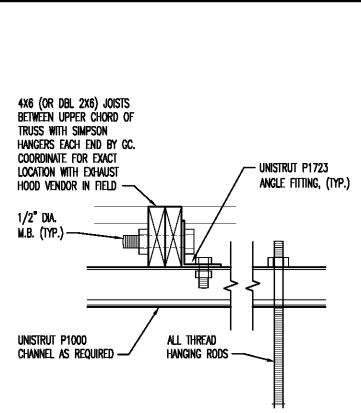 4X6 (OR DBL 2X6) JOISTS
BETWEEN UPPER CHORD OF
TRUSS WITH SIMPSON
HANGERS EACH END BY GC.
COORDINATE FOR EXACT
LOCATION WITH EXHAUST
HOOD VENDOR IN FIELD
UNISTRUT P1723
ANGLE FITTING, (TYP.)
1/2" DIA.
M.B. (TYP.)
UNISTRUT P1000
CHANNEL AS REQUIRED
ALL THREAD
HANGING RODS